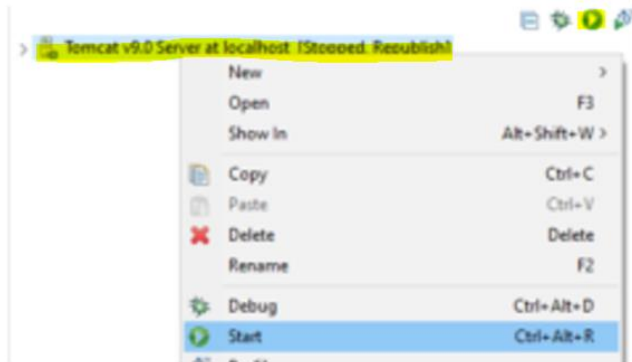 Tomcat v9.0 Server at localhost [Stopped, Republish]
New
Open F3
Show In Alt+Shift+W >
Copy Ctrl+C
Paste Ctrl+V
Delete Delete
Rename F2
Debug Ctrl+Alt+D
Start Ctrl+Alt+R